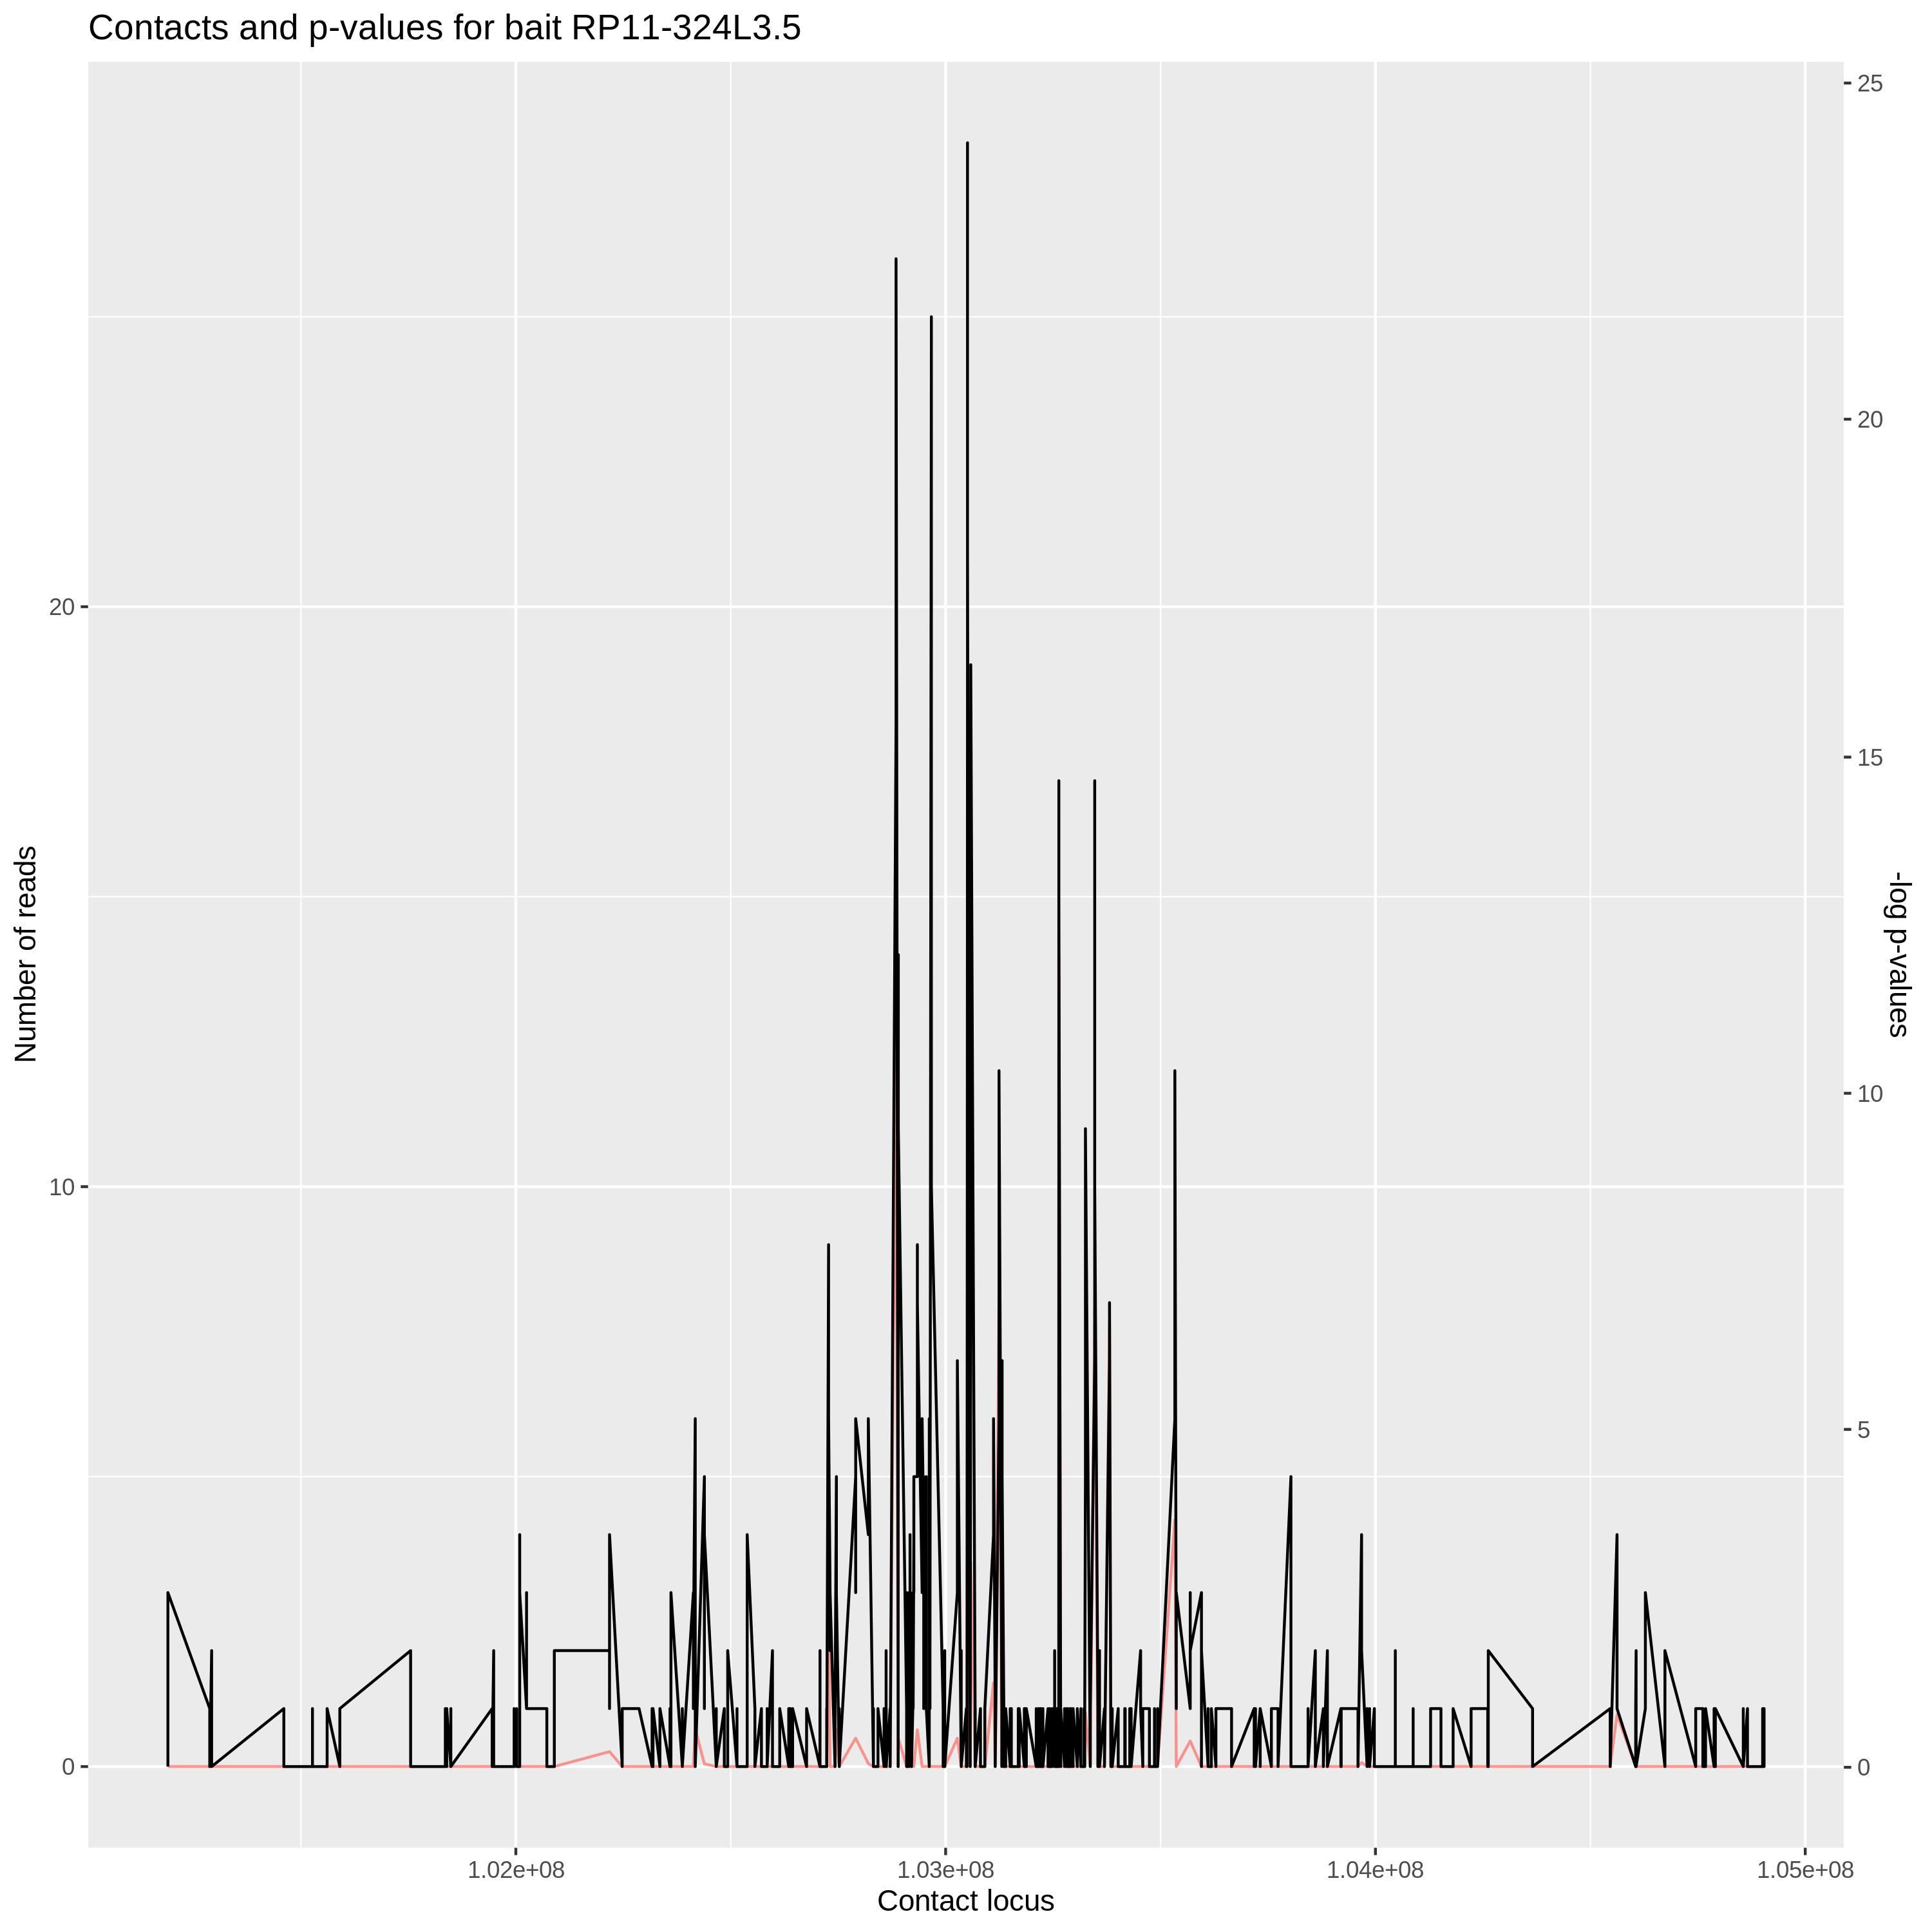 Contacts and p-values for bait RP11-324L3.5
Number of reads
20
10
0
25
20
15
10
5
0
-log p-values
1.02e+08
1.03e+08
1.04e+08
1.05e+08
Contact locus